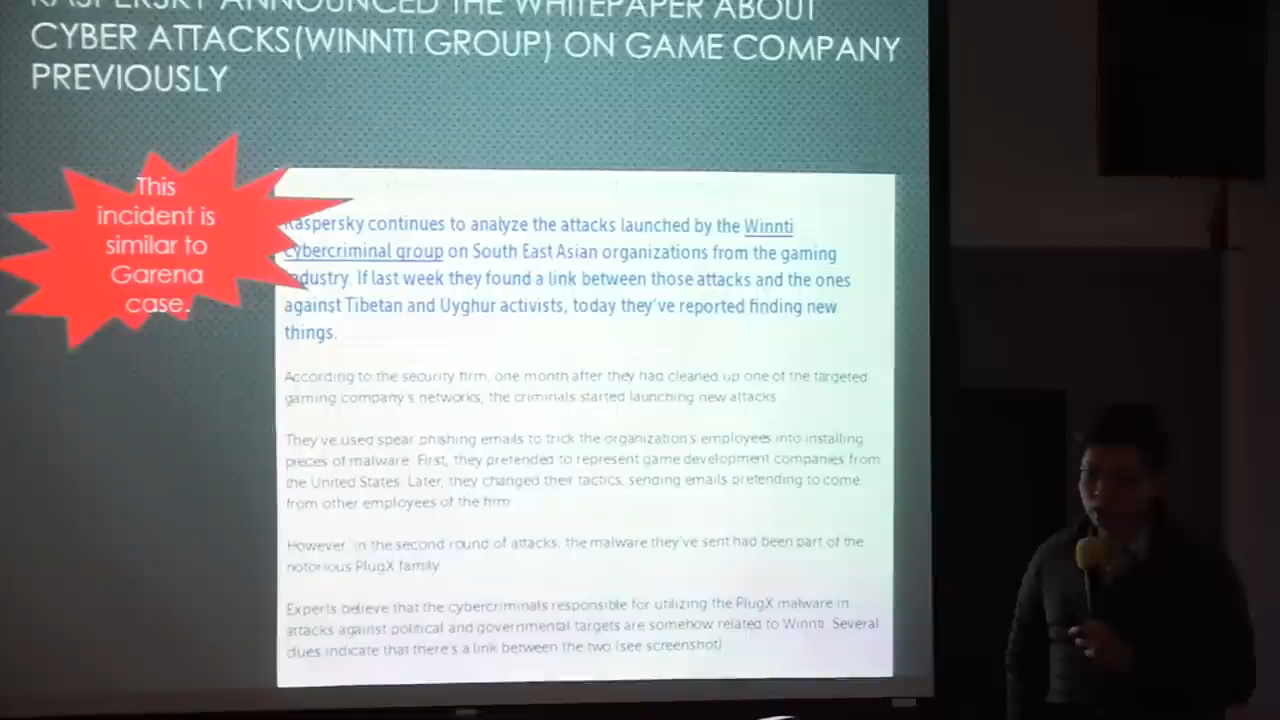 KASPERSKY ANNOUNCED THE WHITEPAPER ABOUT
CYBER ATTACKS(WINNTI GROUP) ON GAME COMPANY
PREVIOUSLY
This
incident is
similar to
Garena
case.
Kaspersky continues to analyze the attacks launched by the Winnti
cybercriminal group on South East Asian organizations from the gaming
industry. If last week they found a link between those attacks and the ones
against Tibetan and Uyghur activists, today they've reported finding new
things.
According to the security firm, one month after they had cleaned up one of the targeted
gaming company's networks, the criminals started launching new attacks
They've used spear phishing emails to trick the organization's employees into installing
pieces of malware. First, they pretended to represent game development companies from
the United States. Later, they changed their tactics, sending emails pretending to come
from other employees of the firm
However, in the second round of attacks, the malware they've sent had been part of the
notorious PlugX family
Experts believe that the cybercriminals responsible for utilizing the PlugX malware in
attacks against political and governmental targets are somehow related to Winnti. Several
clues indicate that there's a link between the two (see screenshot)